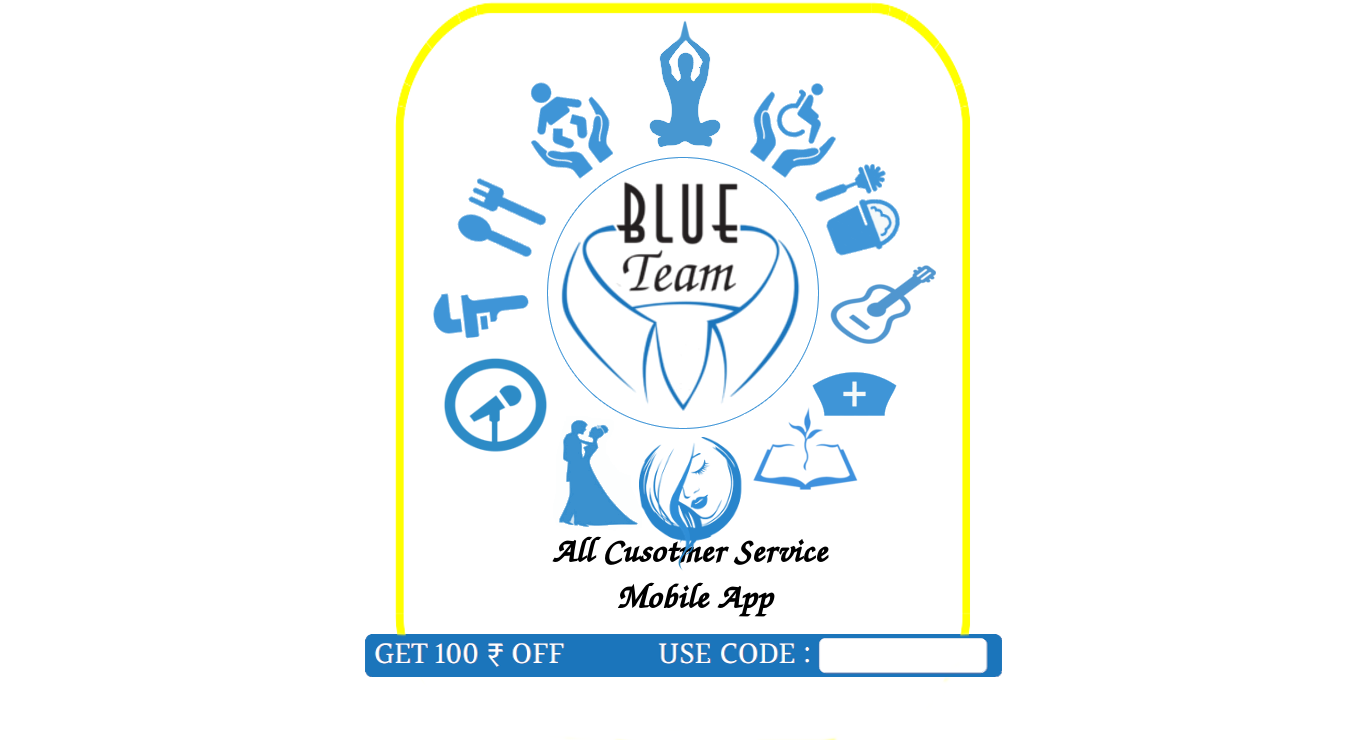 BLUE
Team
All Cusotmer Service
Mobile App
GET 100 ₹ OFF USE CODE :